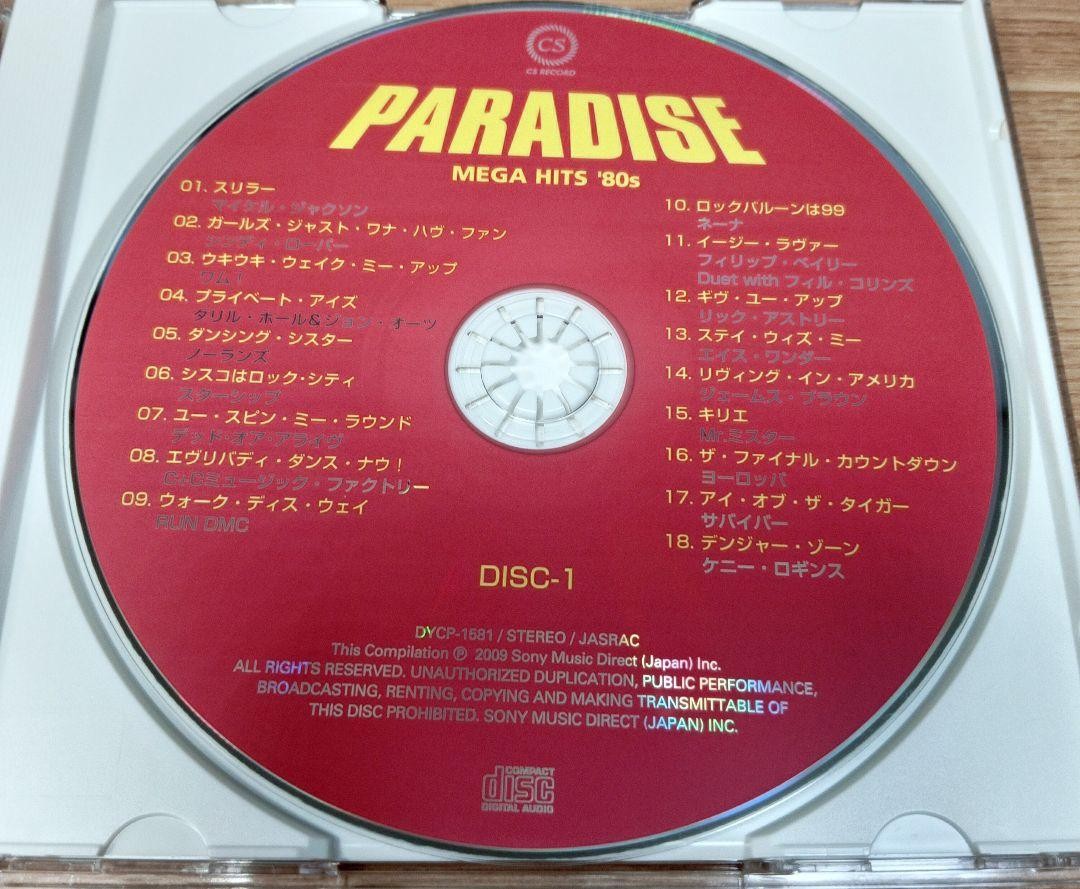 CS
CS RECORD
PARADISE
MEGA HITS '80s
01. スリラー
マイケル・ジャクソン
02. ガールズ・ジャスト・ワナ・ハヴ・ファン
シンディ・ローパー
03. ウキウキ・ウェイク・ミー・アップ
ワム!
04. プライベート・アイズ
ダリル・ホール&ジョン・オーツ
05. ダンシング・シスター
ノーランズ
06. シスコはロック・シティ
スターシップ
07. ユー・スピン・ミー・ラウンド
デッド・オア・アライヴ
08. エヴリバディ・ダンス・ナウ!
C+Cミュージック・ファクトリー
09. ウォーク・ディス・ウェイ
RUN DMC
10. ロックバルーンは99
ネーナ
11. イージー・ラヴァー
フィリップ・ベイリー
Duet with フィル・コリンズ
12. ギヴ・ユー・アップ
リック・アストリー
13. ステイ・ウィズ・ミー
エイス・ワンダー
14. リヴィング・イン・アメリカ
ジェームス・ブラウン
15. キリエ
Mr.ミスター
16. ザ・ファイナル・カウントダウン
ヨーロッパ
17. アイ・オブ・ザ・タイガー
サバイバー
18. デンジャー・ゾーン
ケニー・ロギンス
DISC-1
DYCP-1581 / STEREO / JASRAC
This Compilation ℗ 2009 Sony Music Direct (Japan) Inc.
ALL RIGHTS RESERVED. UNAUTHORIZED DUPLICATION, PUBLIC PERFORMANCE,
BROADCASTING, RENTING, COPYING AND MAKING TRANSMITTABLE OF
THIS DISC PROHIBITED. SONY MUSIC DIRECT (JAPAN) INC.
COMPACT
disc
DIGITAL AUDIO